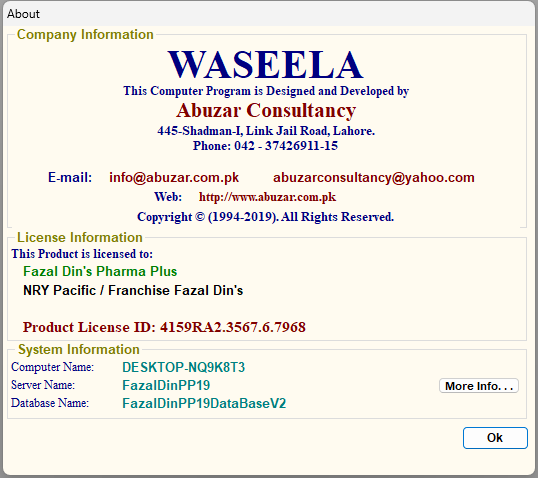 About
Company Information
WASEELA
This Computer Program is Designed and Developed by
Abuzar Consultancy
445-Shadman-I, Link Jail Road, Lahore.
Phone: 042 - 37426911-15
E-mail: info@abuzar.com.pk abuzarconsultancy@yahoo.com
Web: http://www.abuzar.com.pk
Copyright © (1994-2019). All Rights Reserved.
License Information
This Product is licensed to:
Fazal Din's Pharma Plus
NRY Pacific / Franchise Fazal Din's
Product License ID: 4159RA2.3567.6.7968
System Information
Computer Name: DESKTOP-NQ9K8T3
Server Name: FazalDinPP19
More Info. . .
Database Name: FazalDinPP19DataBaseV2
Ok